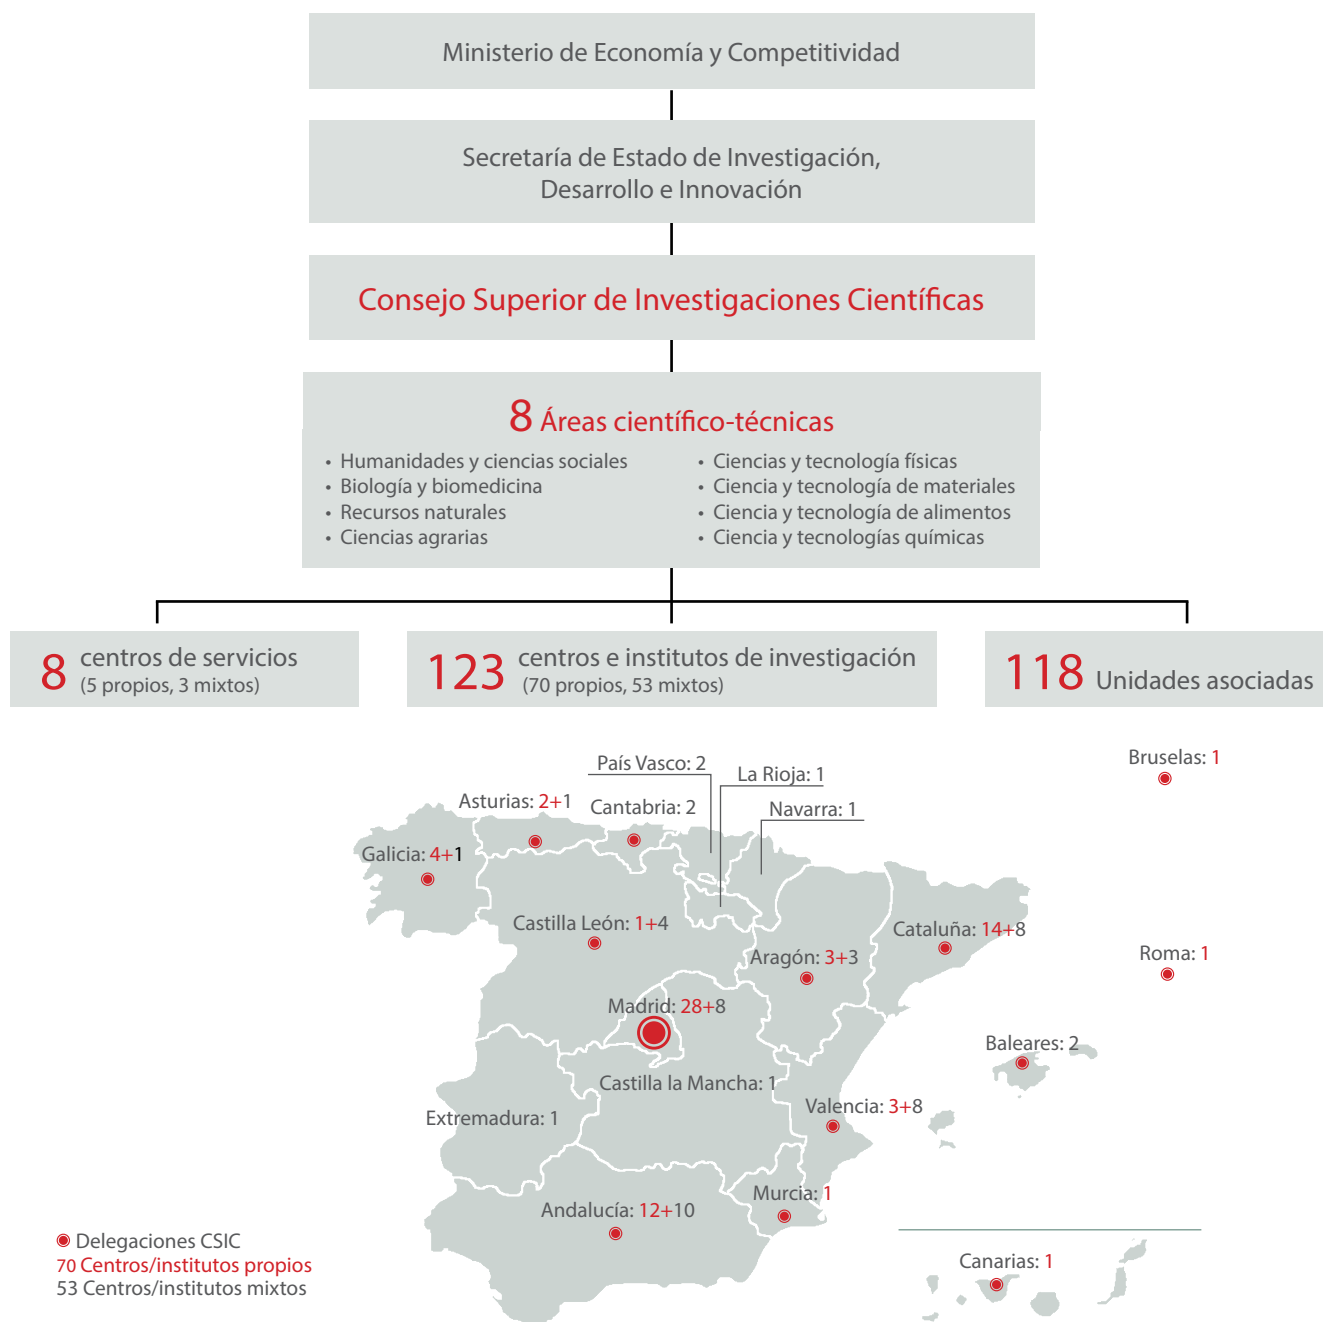 Ministerio de Economía y Competitividad
Secretaría de Estado de Investigación,
Desarrollo e Innovación
Consejo Superior de Investigaciones Científicas
8 Áreas científico-técnicas
• Humanidades y ciencias sociales
• Biología y biomedicina
• Recursos naturales
• Ciencias agrarias
• Ciencias y tecnología físicas
• Ciencia y tecnología de materiales
• Ciencia y tecnología de alimentos
• Ciencia y tecnologías químicas
8 centros de servicios
(5 propios, 3 mixtos)
123 centros e institutos de investigación
(70 propios, 53 mixtos)
118 Unidades asociadas
Bruselas: 1
País Vasco: 2
La Rioja: 1
Asturias: 2+1
Cantabria: 2
Navarra: 1
Galicia: 4+1
Castilla León: 1+4
Cataluña: 14+8
Aragón: 3+3
Roma: 1
Madrid: 28+8
Baleares: 2
Castilla la Mancha: 1
Extremadura: 1
Valencia: 3+8
Murcia: 1
Andalucía: 12+10
Canarias: 1
Delegaciones CSIC
70 Centros/institutos propios
53 Centros/institutos mixtos